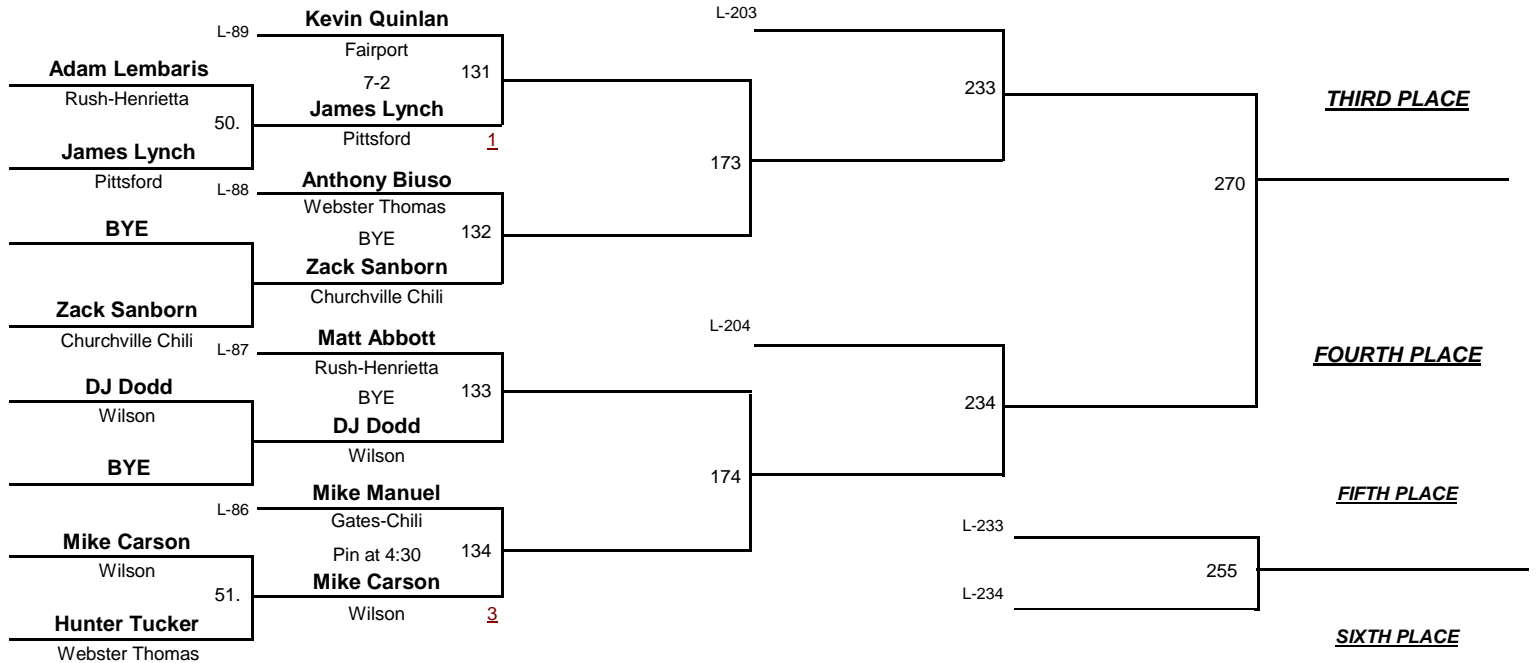 L-89
Kevin Quinlan
Fairport
7-2
131
Adam Lembaris
Rush-Henrietta
50.
James Lynch
Pittsford
1
James Lynch
Pittsford
L-88
Anthony Biuso
Webster Thomas
BYE
132
BYE
Zack Sanborn
Churchville Chili
Zack Sanborn
Churchville Chili
L-87
Matt Abbott
Rush-Henrietta
BYE
133
DJ Dodd
Wilson
DJ Dodd
Wilson
BYE
L-86
Mike Manuel
Gates-Chili
Pin at 4:30
134
Mike Carson
Wilson
51.
Mike Carson
Wilson
3
Hunter Tucker
Webster Thomas
173
174
L-203
233
L-204
234
270
L-233
255
L-234
THIRD PLACE
FOURTH PLACE
FIFTH PLACE
SIXTH PLACE